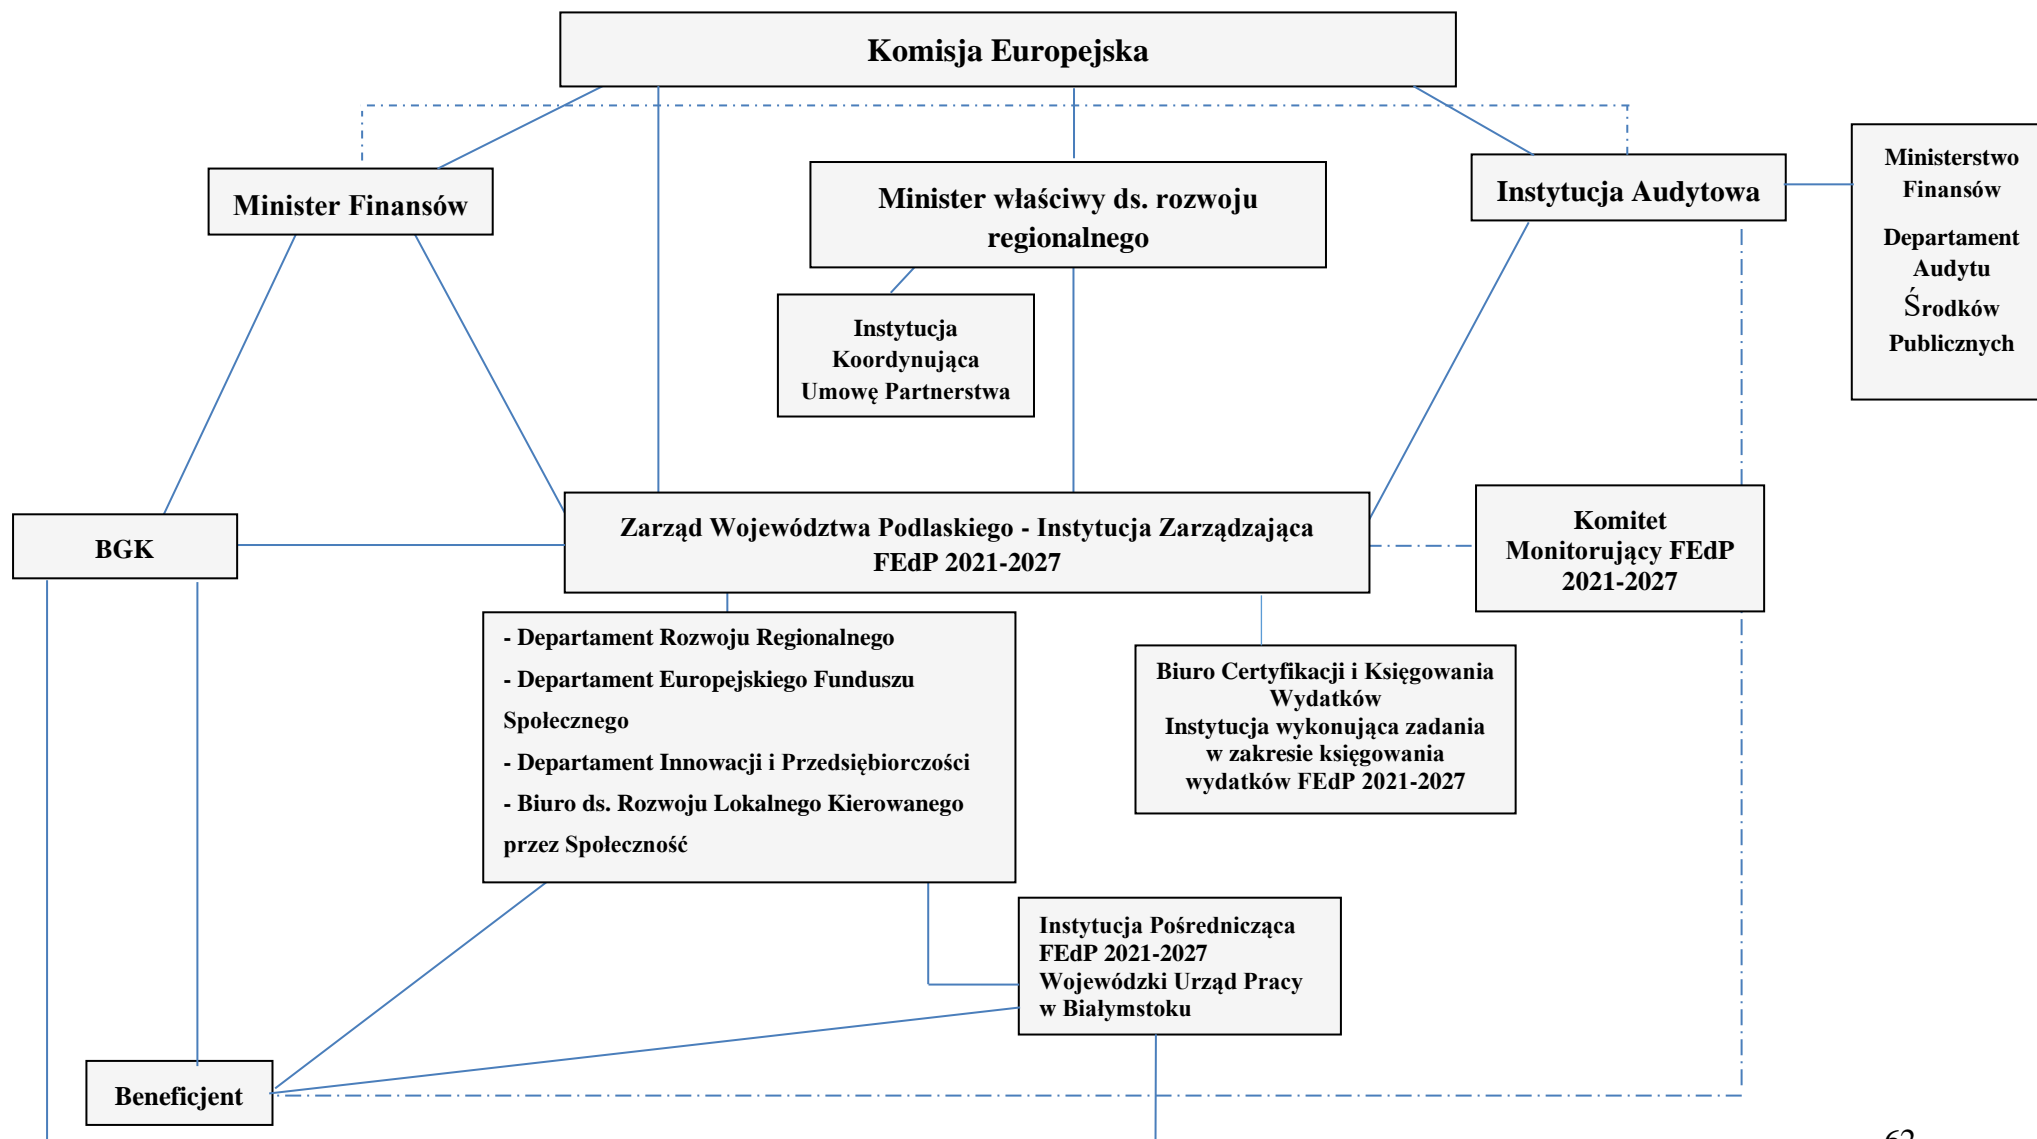 Komisja Europejska
Minister Finansów
Minister właściwy ds. rozwoju
regionalnego
Instytucja Audytowa
Ministerstwo
Finansów
Departament
Audytu
Środków
Publicznych
Instytucja
Koordynująca
Umowę Partnerstwa
BGK
Zarząd Województwa Podlaskiego - Instytucja Zarządzająca
FEdP 2021-2027
Komitet
Monitorujący FEdP
2021-2027
- Departament Rozwoju Regionalnego
- Departament Europejskiego Funduszu
Społecznego
- Departament Innowacji i Przedsiębiorczości
- Biuro ds. Rozwoju Lokalnego Kierowanego
przez Społeczność
Biuro Certyfikacji i Księgowania
Wydatków
Instytucja wykonująca zadania
w zakresie księgowania
wydatków FEdP 2021-2027
Instytucja Pośrednicząca
FEdP 2021-2027
Wojewódzki Urząd Pracy
w Białymstoku
Beneficjent